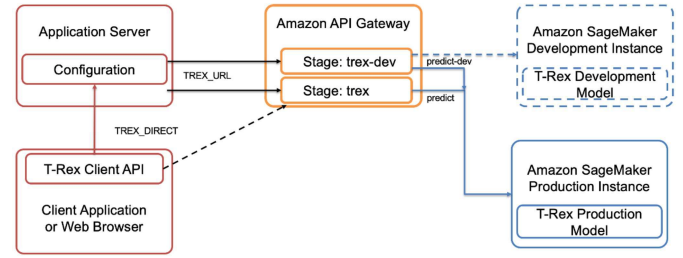 Application Server
Configuration
TREX_URL
Amazon API Gateway
Stage: trex-dev
Stage: trex
predict-dev
predict
Amazon SageMaker
Development Instance
T-Rex Development
Model
TREX_DIRECT
T-Rex Client API
Client Application
or Web Browser
Amazon SageMaker
Production Instance
T-Rex Production
Model